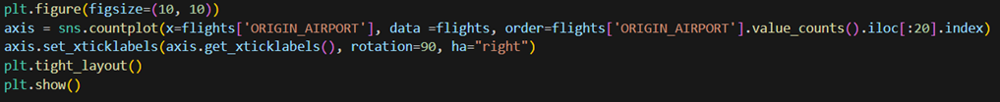 plt.figure(figsize=(10, 10))
axis = sns.countplot(x=flights['ORIGIN_AIRPORT'], data =flights, order=flights['ORIGIN_AIRPORT'].value_counts().iloc[:20].index)
axis.set_xticklabels(axis.get_xticklabels(), rotation=90, ha="right")
plt.tight_layout()
plt.show()